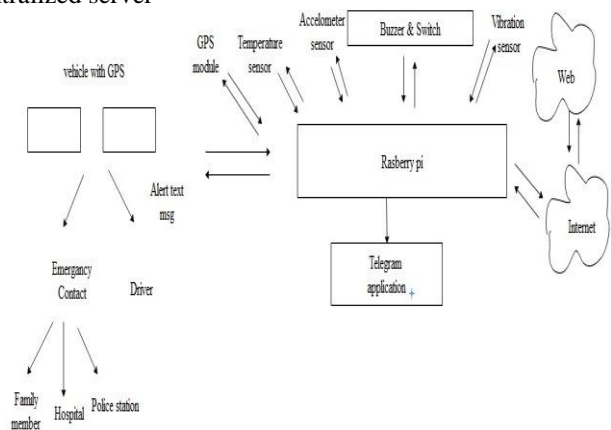 tralized server
GPS
module
Temperature
sensor
Accelometer
sensor
Buzzer & Switch
Vibration
sensor
Web
vehicle with GPS
Rasberry pi
Alert text
msg
Internet
Emergancy
Contact
Driver
Telegram
application
Family
member
Hospital
Police station